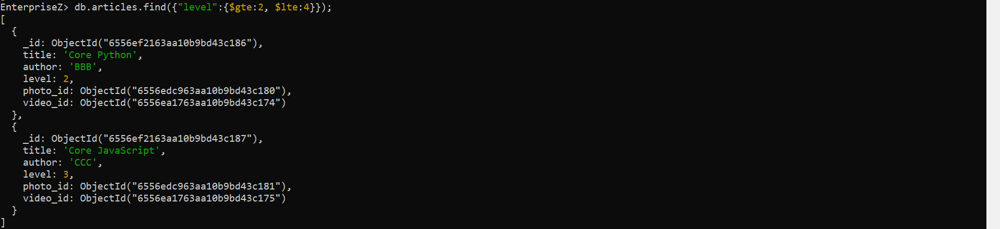 EnterpriseZ> db.articles.find({"level":{$gte:2, $lte:4}});
[
  {
    _id: ObjectId("6556ef2163aa10b9bd43c186"),
    title: 'Core Python',
    author: 'BBB',
    level: 2,
    photo_id: ObjectId("6556edc963aa10b9bd43c180"),
    video_id: ObjectId("6556ea1763aa10b9bd43c174")
  },
  {
    _id: ObjectId("6556ef2163aa10b9bd43c187"),
    title: 'Core JavaScript',
    author: 'CCC',
    level: 3,
    photo_id: ObjectId("6556edc963aa10b9bd43c181"),
    video_id: ObjectId("6556ea1763aa10b9bd43c175")
  }
]